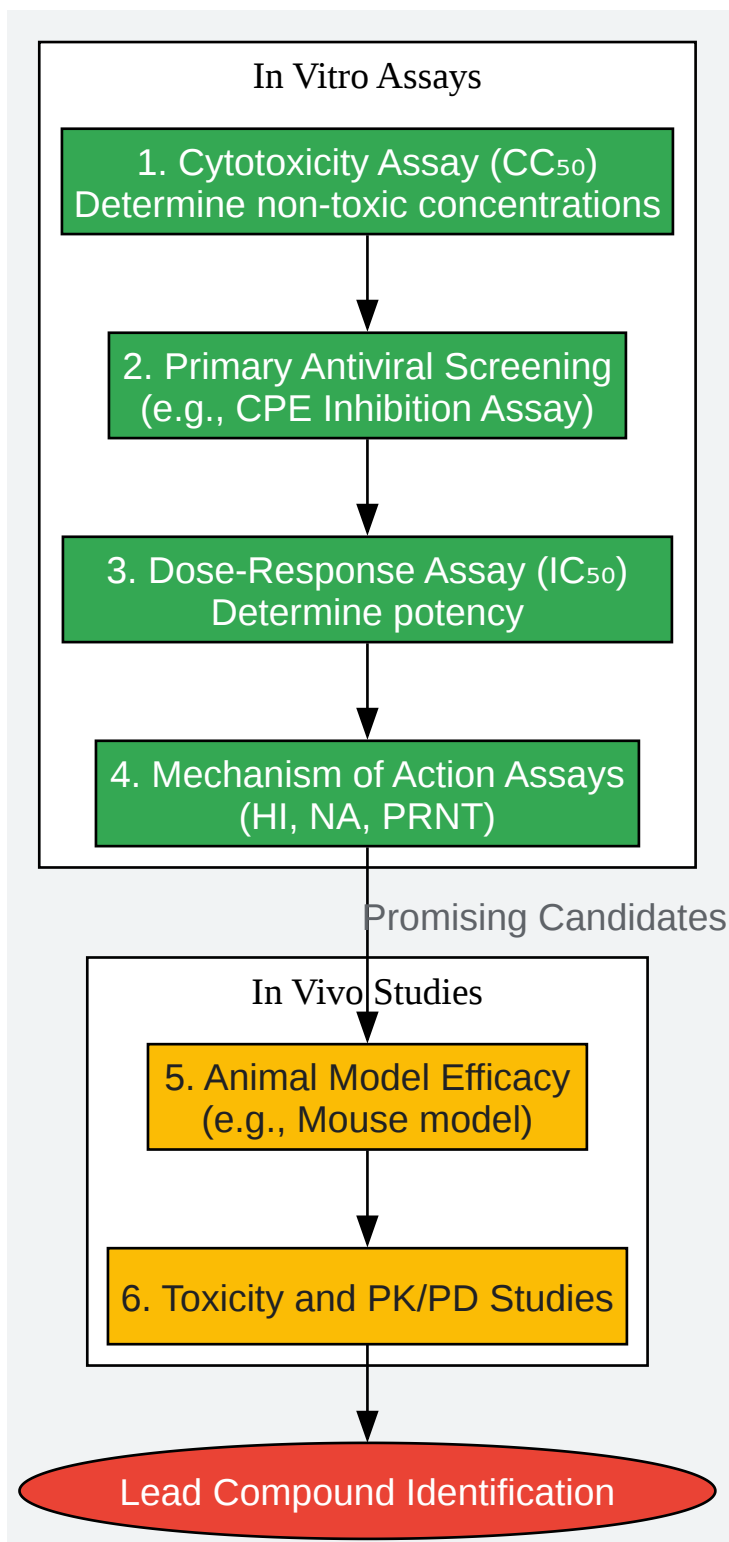 In Vitro Assays
1. Cytotoxicity Assay (CC₅₀)
Determine non-toxic concentrations
2. Primary Antiviral Screening
(e.g., CPE Inhibition Assay)
3. Dose-Response Assay (IC₅₀)
Determine potency
4. Mechanism of Action Assays
(HI, NA, PRNT)
Promising Candidates
In Vivo Studies
5. Animal Model Efficacy
(e.g., Mouse model)
6. Toxicity and PK/PD Studies
Lead Compound Identification